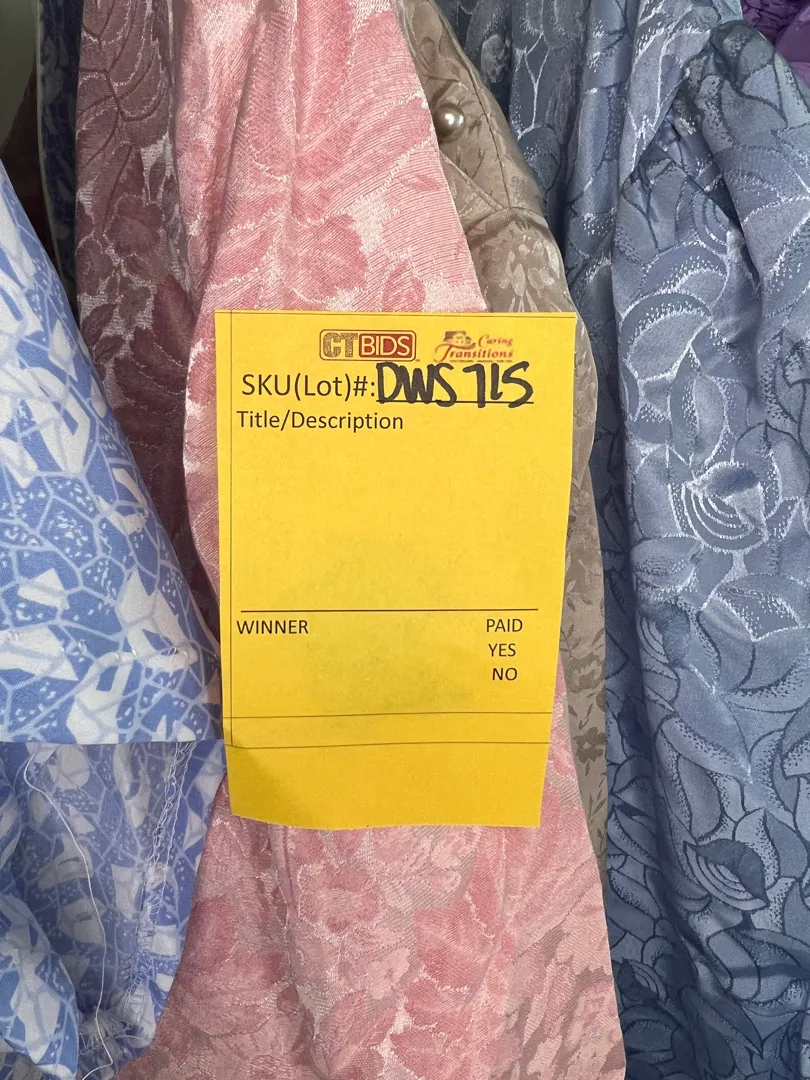 CTBIDS Caring Transitions
SKU(Lot)#: DWS 715
Title/Description
WINNER PAID
YES
NO